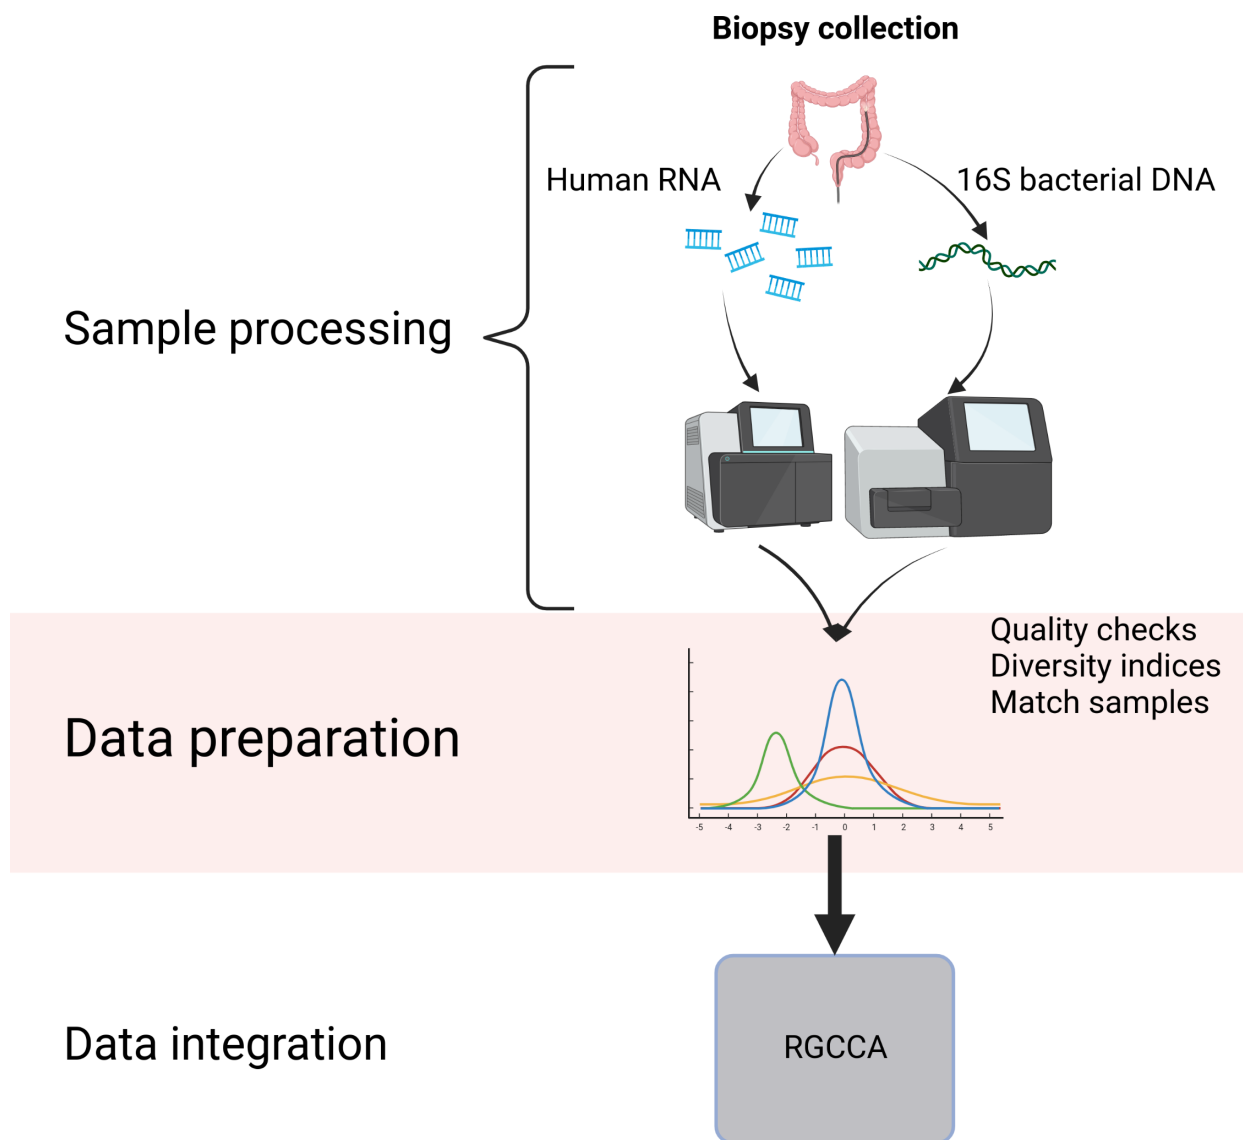 Biopsy collection
Human RNA
16S bacterial DNA
Sample processing
Quality checks
Diversity indices
Match samples
Data preparation
-5 -4 -3 -2 -1 0 1 2 3 4 5
Data integration
RGCCA